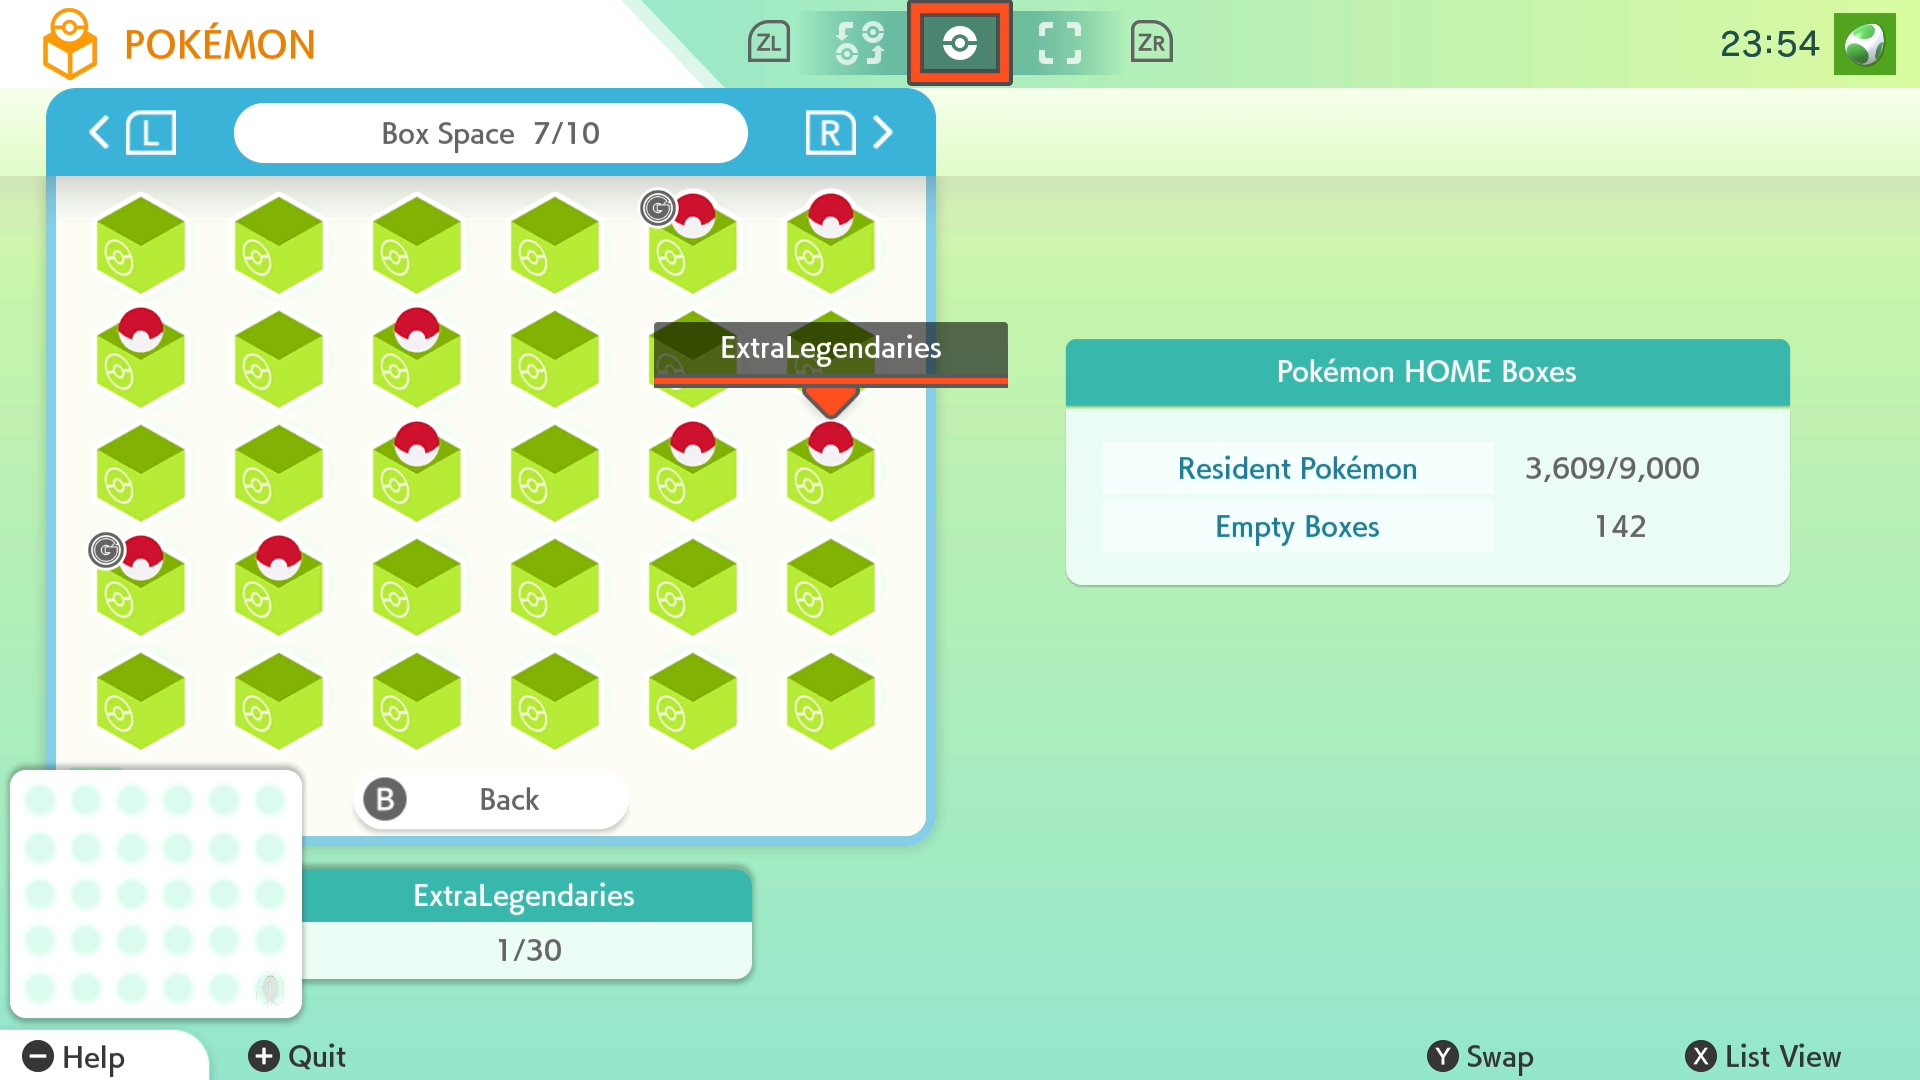 POKÉMON
ZL
ZR
23:54
L
Box Space 7/10
R
ExtraLegendaries
Pokémon HOME Boxes
Resident Pokémon 3,609/9,000
Empty Boxes 142
B Back
ExtraLegendaries
1/30
Help
Quit
Y Swap
X List View